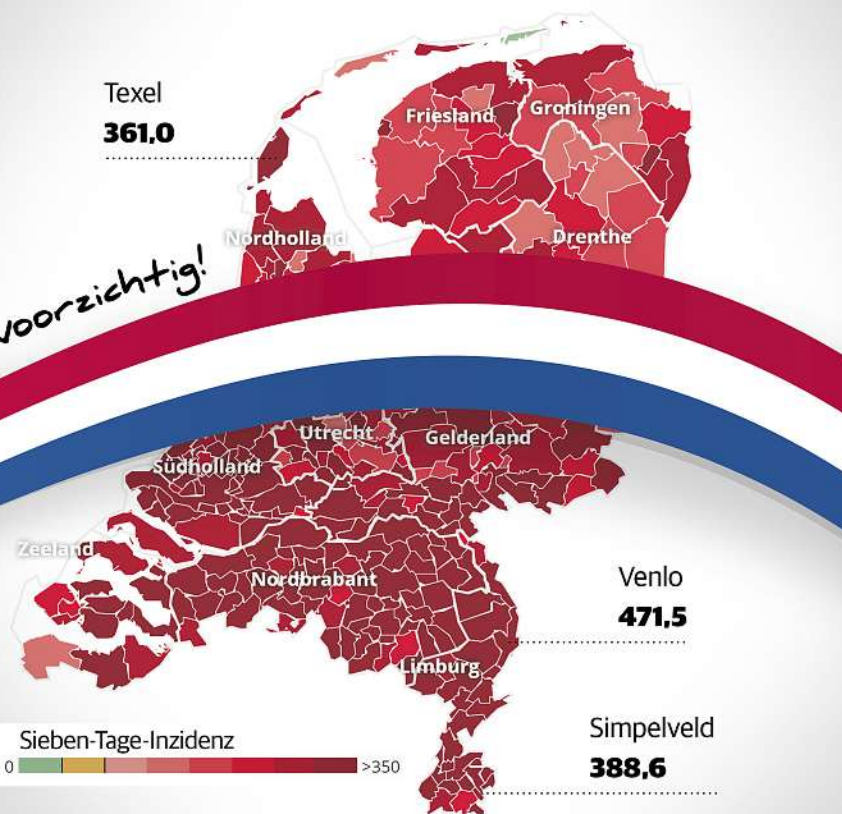 Texel
361,0
Friesland
Groningen
Nordholland
Drenthe
voorzichtig!
Utrecht
Gelderland
Südholland
Zeeland
Nordbrabant
Venlo
471,5
Limburg
Simpelveld
388,6
Sieben-Tage-Inzidenz
0 >350